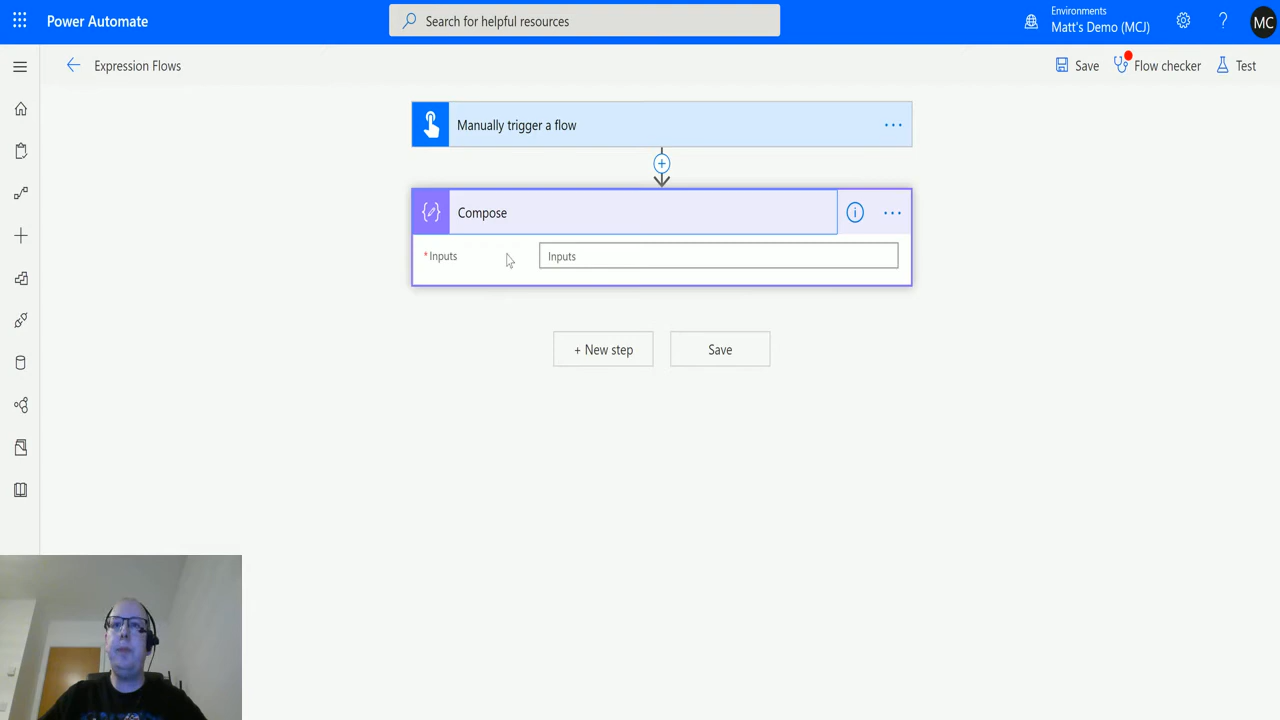 Power Automate
Search for helpful resources
Environments
Matt's Demo (MCJ)
?
MC
Expression Flows
Save
Flow checker
Test
Manually trigger a flow
Compose
* Inputs
Inputs
+ New step
Save